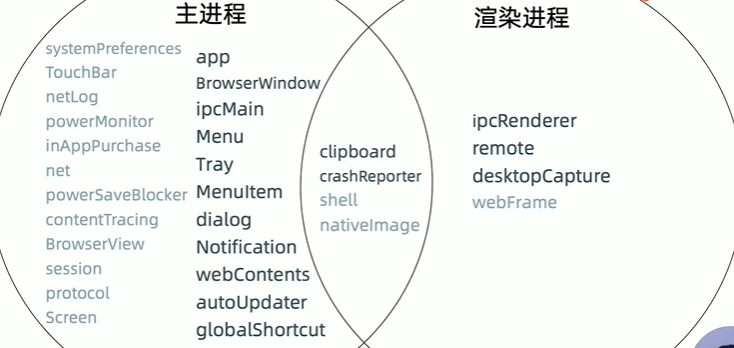 主进程
systemPreferences
TouchBar
netLog
powerMonitor
inAppPurchase
net
powerSaveBlocker
contentTracing
BrowserView
session
protocol
Screen
app
BrowserWindow
ipcMain
Menu
Tray
MenuItem
dialog
Notification
webContents
autoUpdater
globalShortcut
clipboard
crashReporter
shell
nativeImage
渲染进程
ipcRenderer
remote
desktopCapture
webFrame